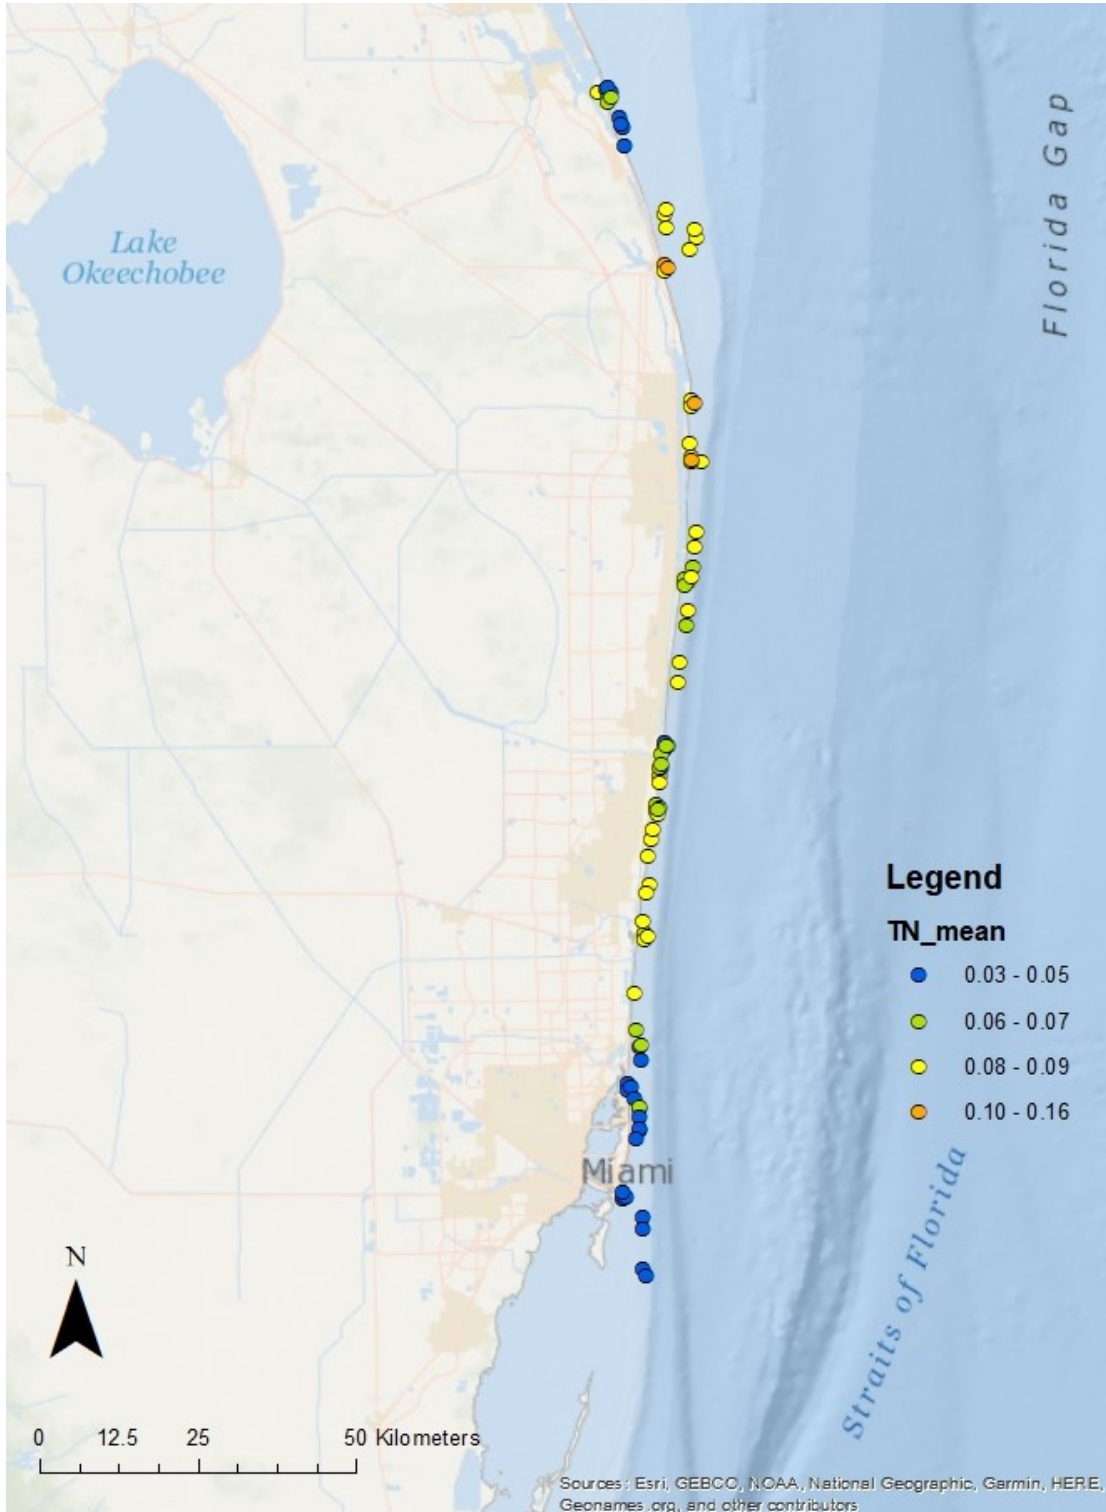 Lake
Okeechobee
Florida Gap
Legend
TN_mean
0.03 - 0.05
0.06 - 0.07
0.08 - 0.09
0.10 - 0.16
Miami
Straits of Florida
N
0 12.5 25 50 Kilometers
Sources: Esri, GEBCO, NOAA, National Geographic, Garmin, HERE,
Geonames.org, and other contributors